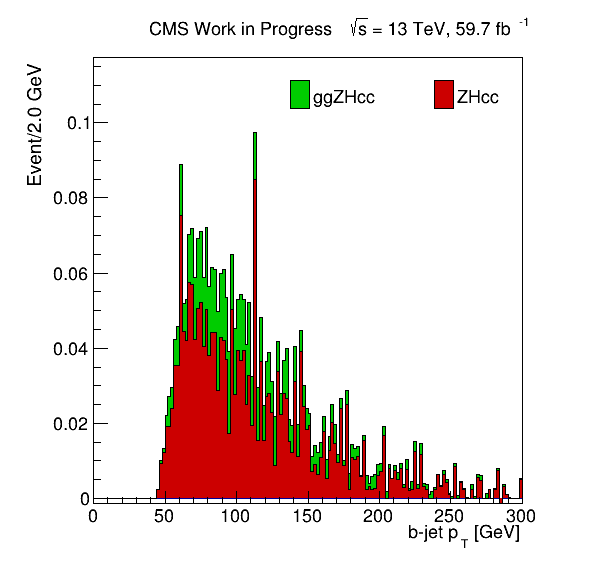 CMS Work in Progress √s = 13 TeV, 59.7 fb -1
Event/2.0 GeV
ggZHcc ZHcc
0.1
0.08
0.06
0.04
0.02
0
0 50 100 150 200 250 300
b-jet p_T [GeV]